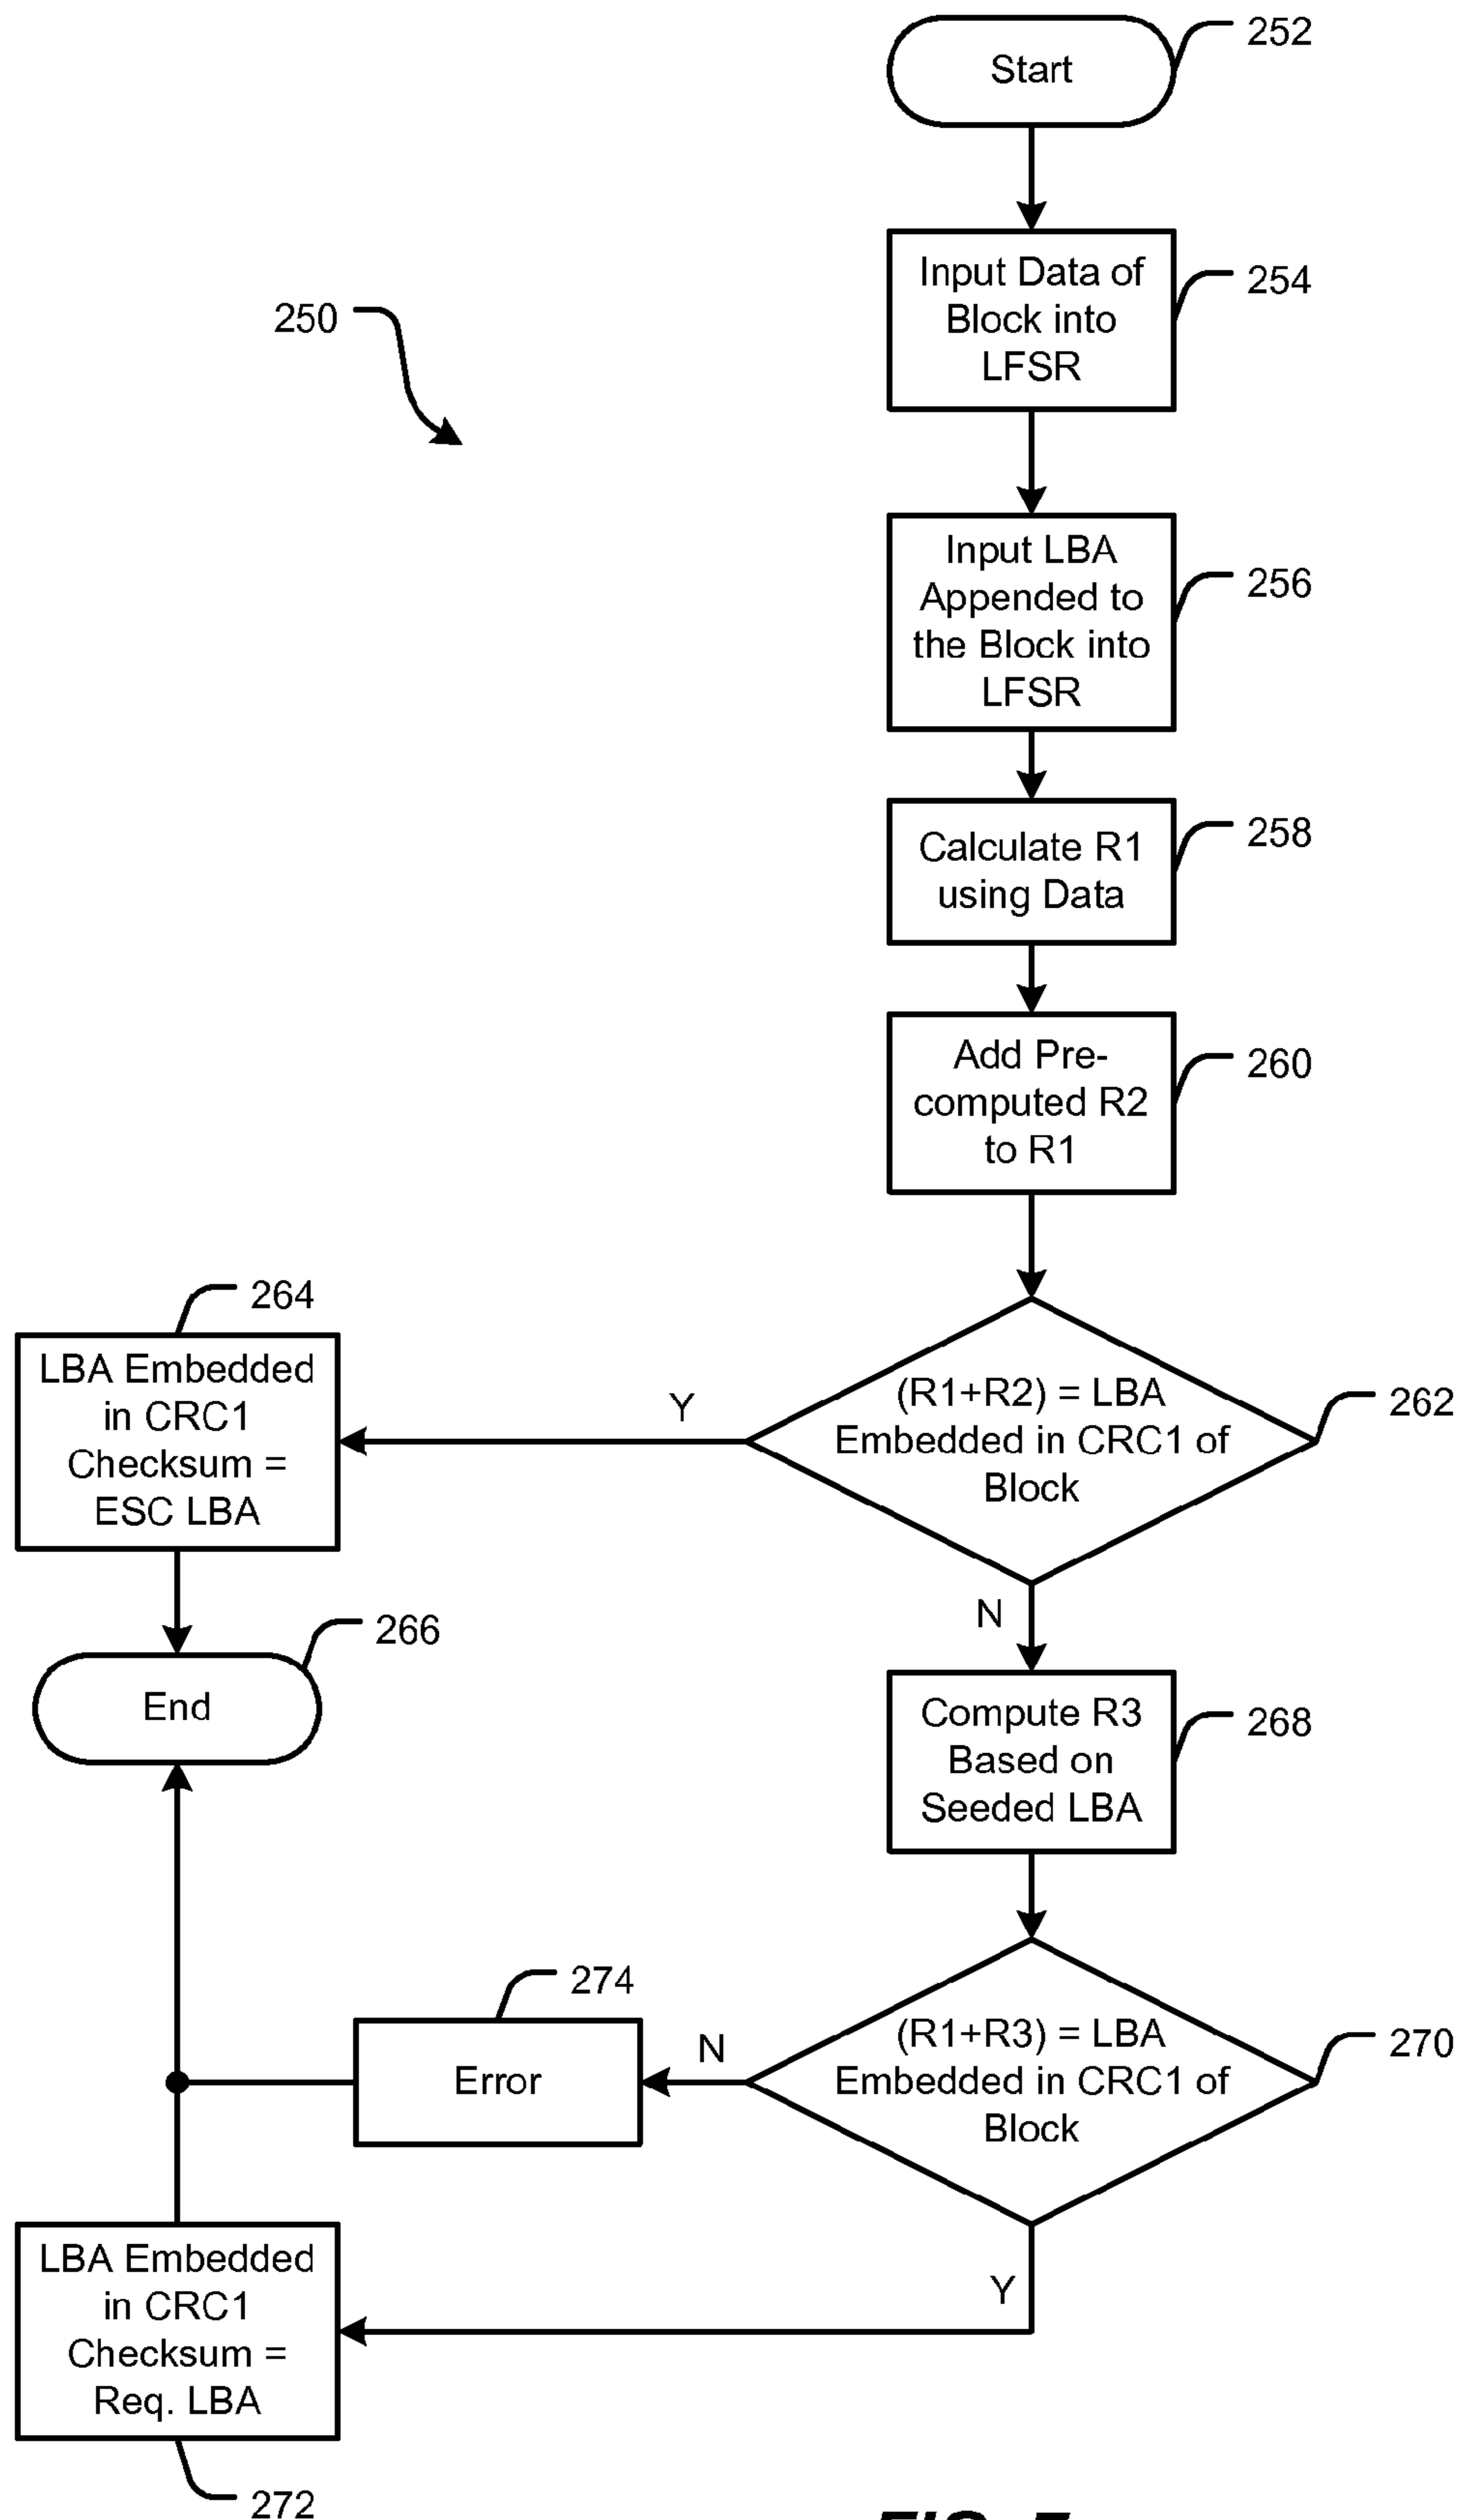 252
Start
250
Input Data of
Block into
LFSR
254
Input LBA
Appended to
the Block into
LFSR
256
Calculate R1
using Data
258
Add Pre-
computed R2
to R1
260
264
LBA Embedded
in CRC1
Checksum =
ESC LBA
Y
(R1+R2) = LBA
Embedded in CRC1 of
Block
262
N
266
End
Compute R3
Based on
Seeded LBA
268
274
Error
N
(R1+R3) = LBA
Embedded in CRC1 of
Block
270
Y
LBA Embedded
in CRC1
Checksum =
Req. LBA
272